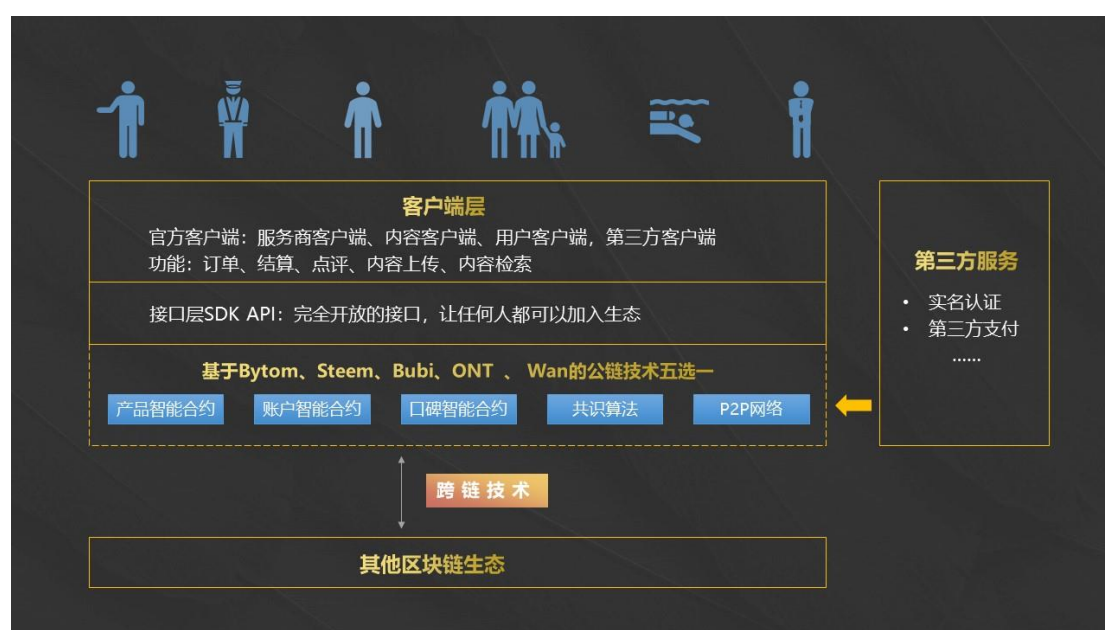 客户端层
官方客户端：服务商客户端、内容客户端、用户客户端，第三方客户端
功能：订单、结算、点评、内容上传、内容检索
接口层SDK API：完全开放的接口，让任何人都可以加入生态
基于Bytom、Steem、Bubi、ONT 、 Wan的公链技术五选一
产品智能合约
账户智能合约
口碑智能合约
共识算法
P2P网络
第三方服务
• 实名认证
• 第三方支付
……
跨链技术
其他区块链生态